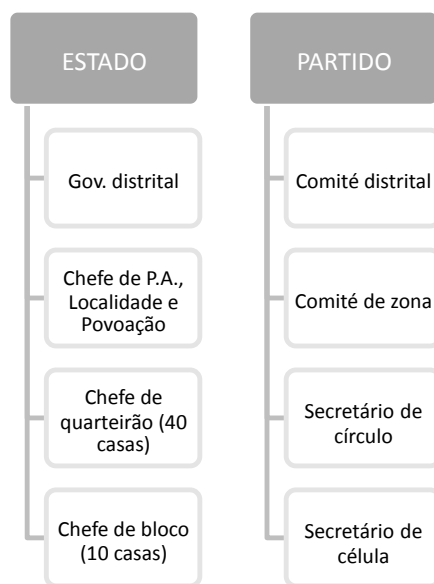 ESTADO
Gov. distrital
Chefe de P.A.,
Localidade e
Povoação
Chefe de
quarteirão (40
casas)
Chefe de bloco
(10 casas)
PARTIDO
Comité distrital
Comité de zona
Secretário de
círculo
Secretário de
célula